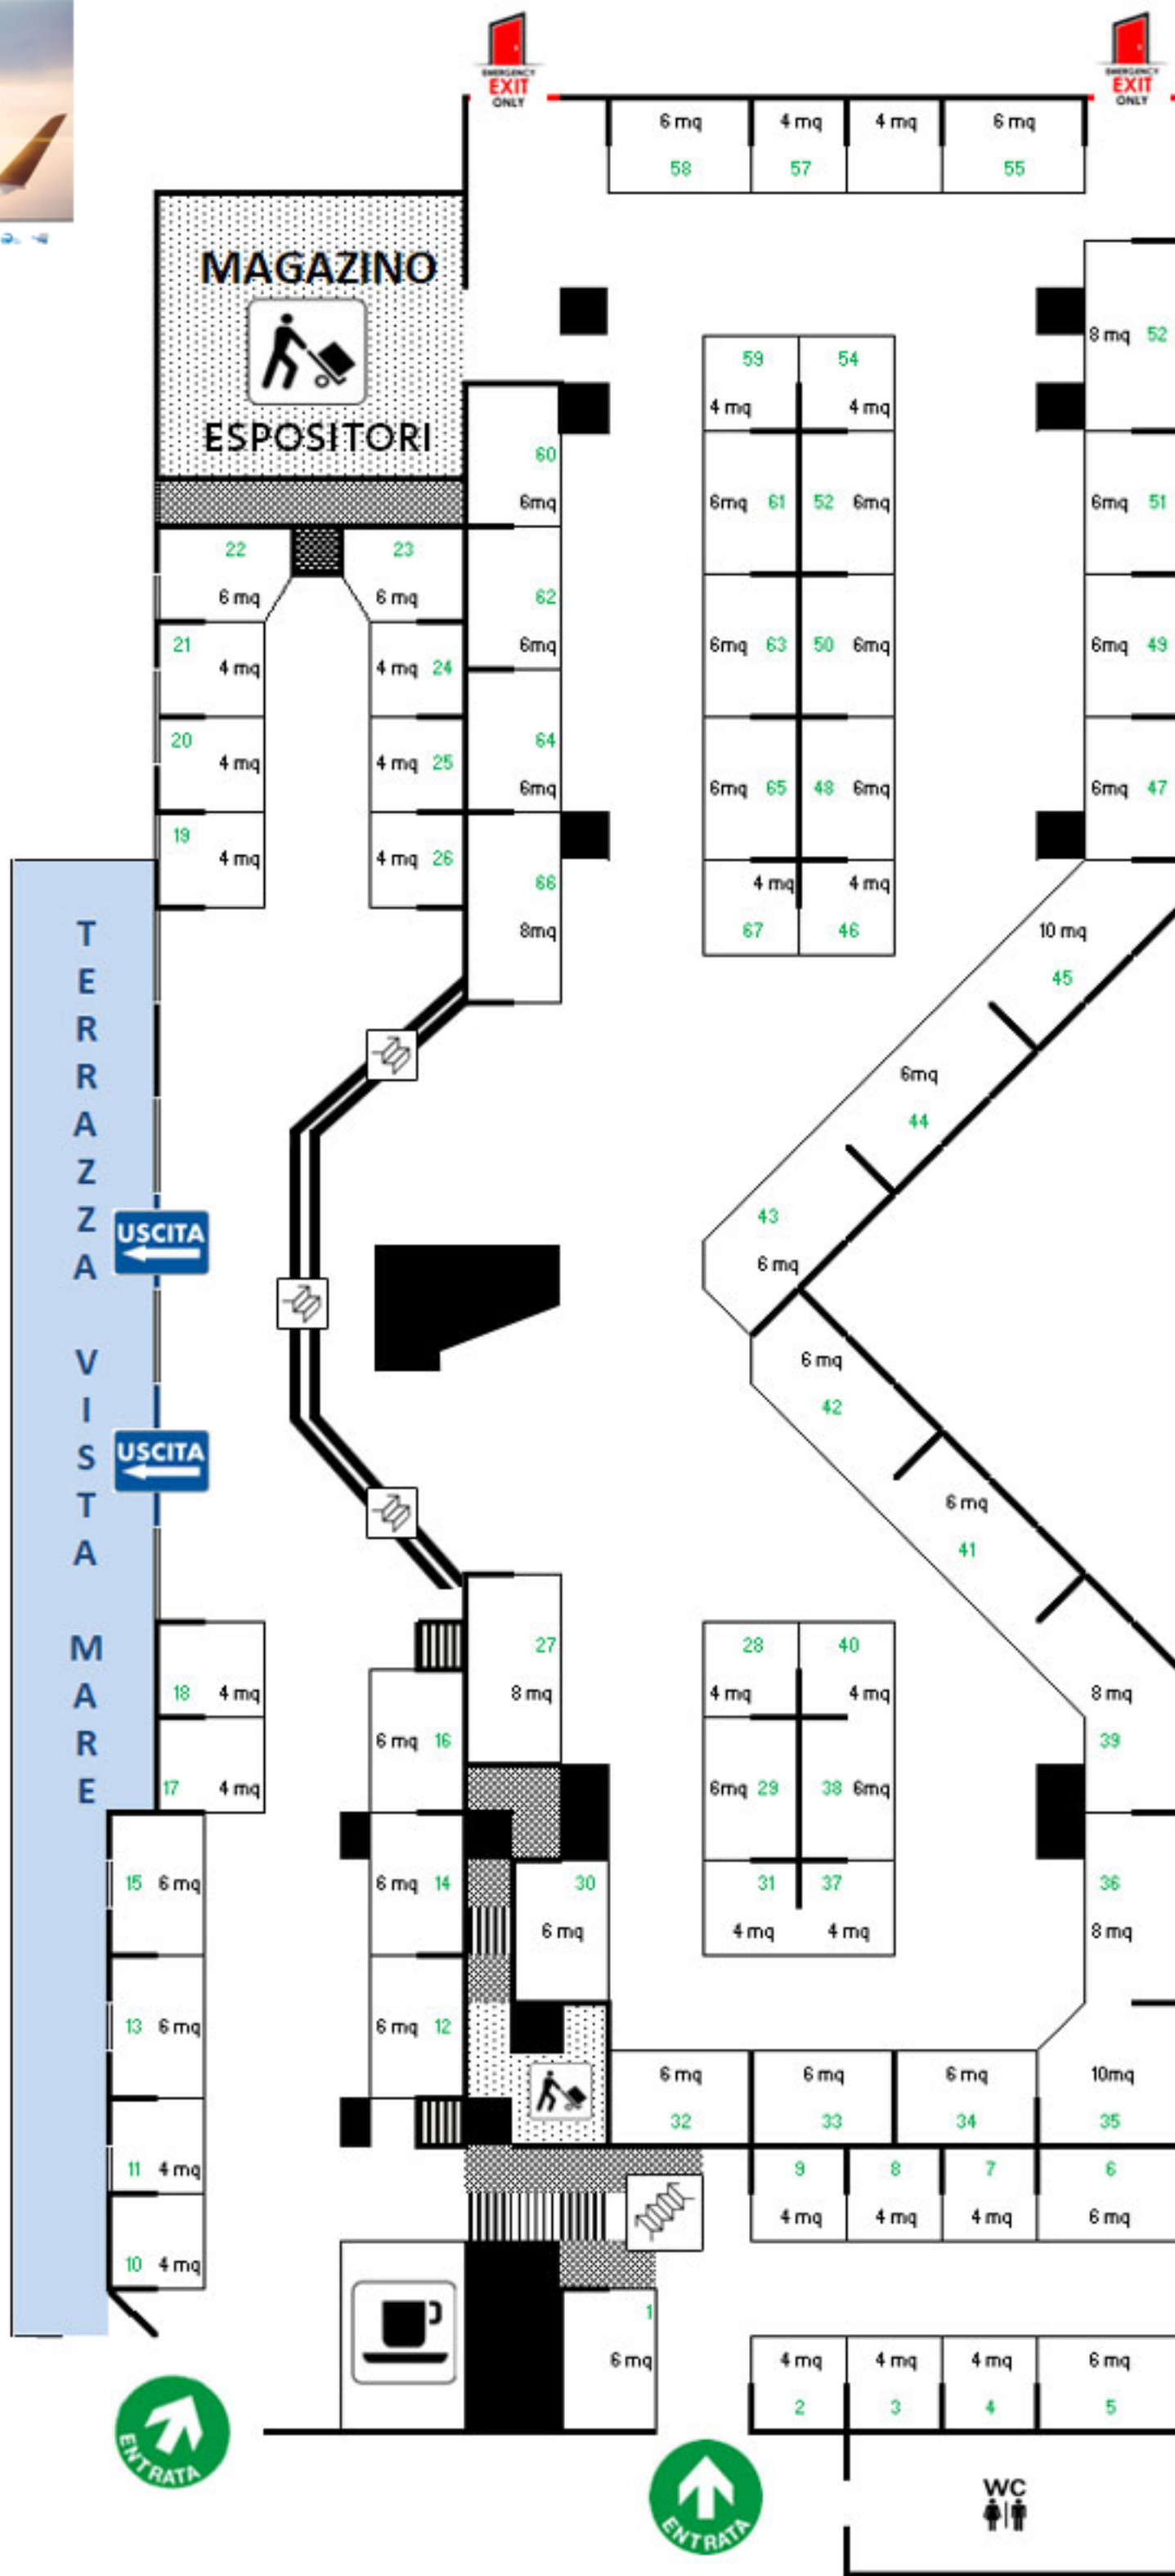 EMERGENCY
EXIT
ONLY
EMERGENCY
EXIT
ONLY
6 mq
4 mq
4 mq
6 mq
58
57
55
MAGAZINO
ESPOSITORI
8 mq 52
59
54
4 mq
4 mq
60
6mq
6mq 61
52 6mq
6mq 51
22
23
6 mq
6 mq
62
6mq
6mq 63
50 6mq
6mq 49
21
4 mq
4 mq 24
20
4 mq
4 mq 25
64
6mq
6mq 65
48 6mq
6mq 47
19
4 mq
4 mq 26
66
8mq
4 mq
4 mq
67
46
10 mq
45
6mq
44
43
6 mq
TERRAZZA VISTA MARE
USCITA
USCITA
6 mq
42
6 mq
41
27
8 mq
28
40
4 mq
4 mq
8 mq
39
18 4 mq
6 mq 16
17 4 mq
6mq 29
38 6mq
15 6 mq
6 mq 14
30
6 mq
31
37
4 mq
4 mq
36
8 mq
13 6 mq
6 mq 12
6 mq
6 mq
6 mq
10mq
32
33
34
35
11 4 mq
9
8
7
6
4 mq
4 mq
4 mq
6 mq
10 4 mq
1
6 mq
4 mq
4 mq
4 mq
6 mq
2
3
4
5
ENTRATA
ENTRATA
WC